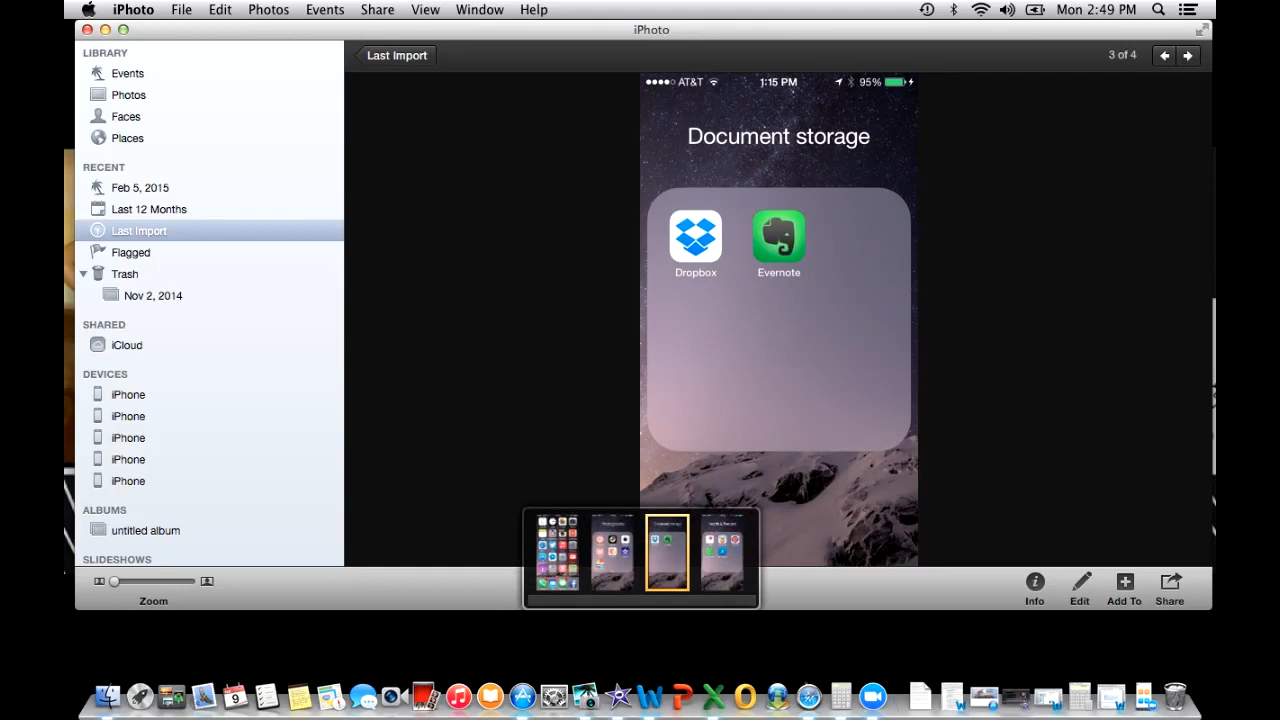 iPhoto File Edit Photos Events Share View Window Help Mon 2:49 PM
iPhoto
LIBRARY
Events
Photos
Faces
Places
RECENT
Feb 5, 2015
Last 12 Months
Last Import
Flagged
Trash
Nov 2, 2014
SHARED
iCloud
DEVICES
iPhone
iPhone
iPhone
iPhone
iPhone
ALBUMS
untitled album
SLIDESHOWS
Zoom
Last Import
3 of 4
AT&T 1:15 PM 95%
Document storage
Dropbox Evernote
Info Edit Add To Share